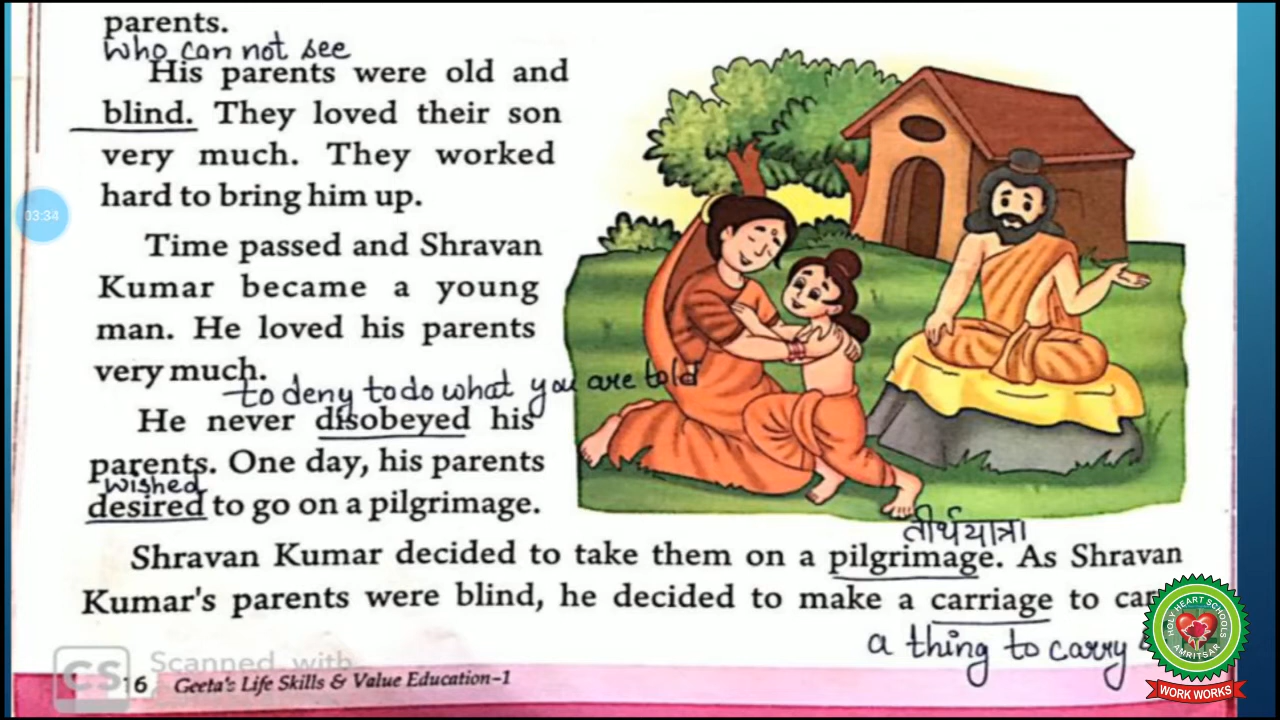 parents.
who can not see
His parents were old and
blind. They loved their son
very much. They worked
hard to bring him up.
Time passed and Shravan
Kumar became a young
man. He loved his parents
very much.
to deny to do what you are told
He never disobeyed his
parents. One day, his parents
wished
desired to go on a pilgrimage.
तीर्थयात्रा
Shravan Kumar decided to take them on a pilgrimage. As Shravan
Kumar's parents were blind, he decided to make a carriage to
a thing to carry
CS Scanned with
16 Geeta's Life Skills & Value Education-1
03:34
HOLY HEART SCHOOLS
AMRITSAR
WORK WORKS